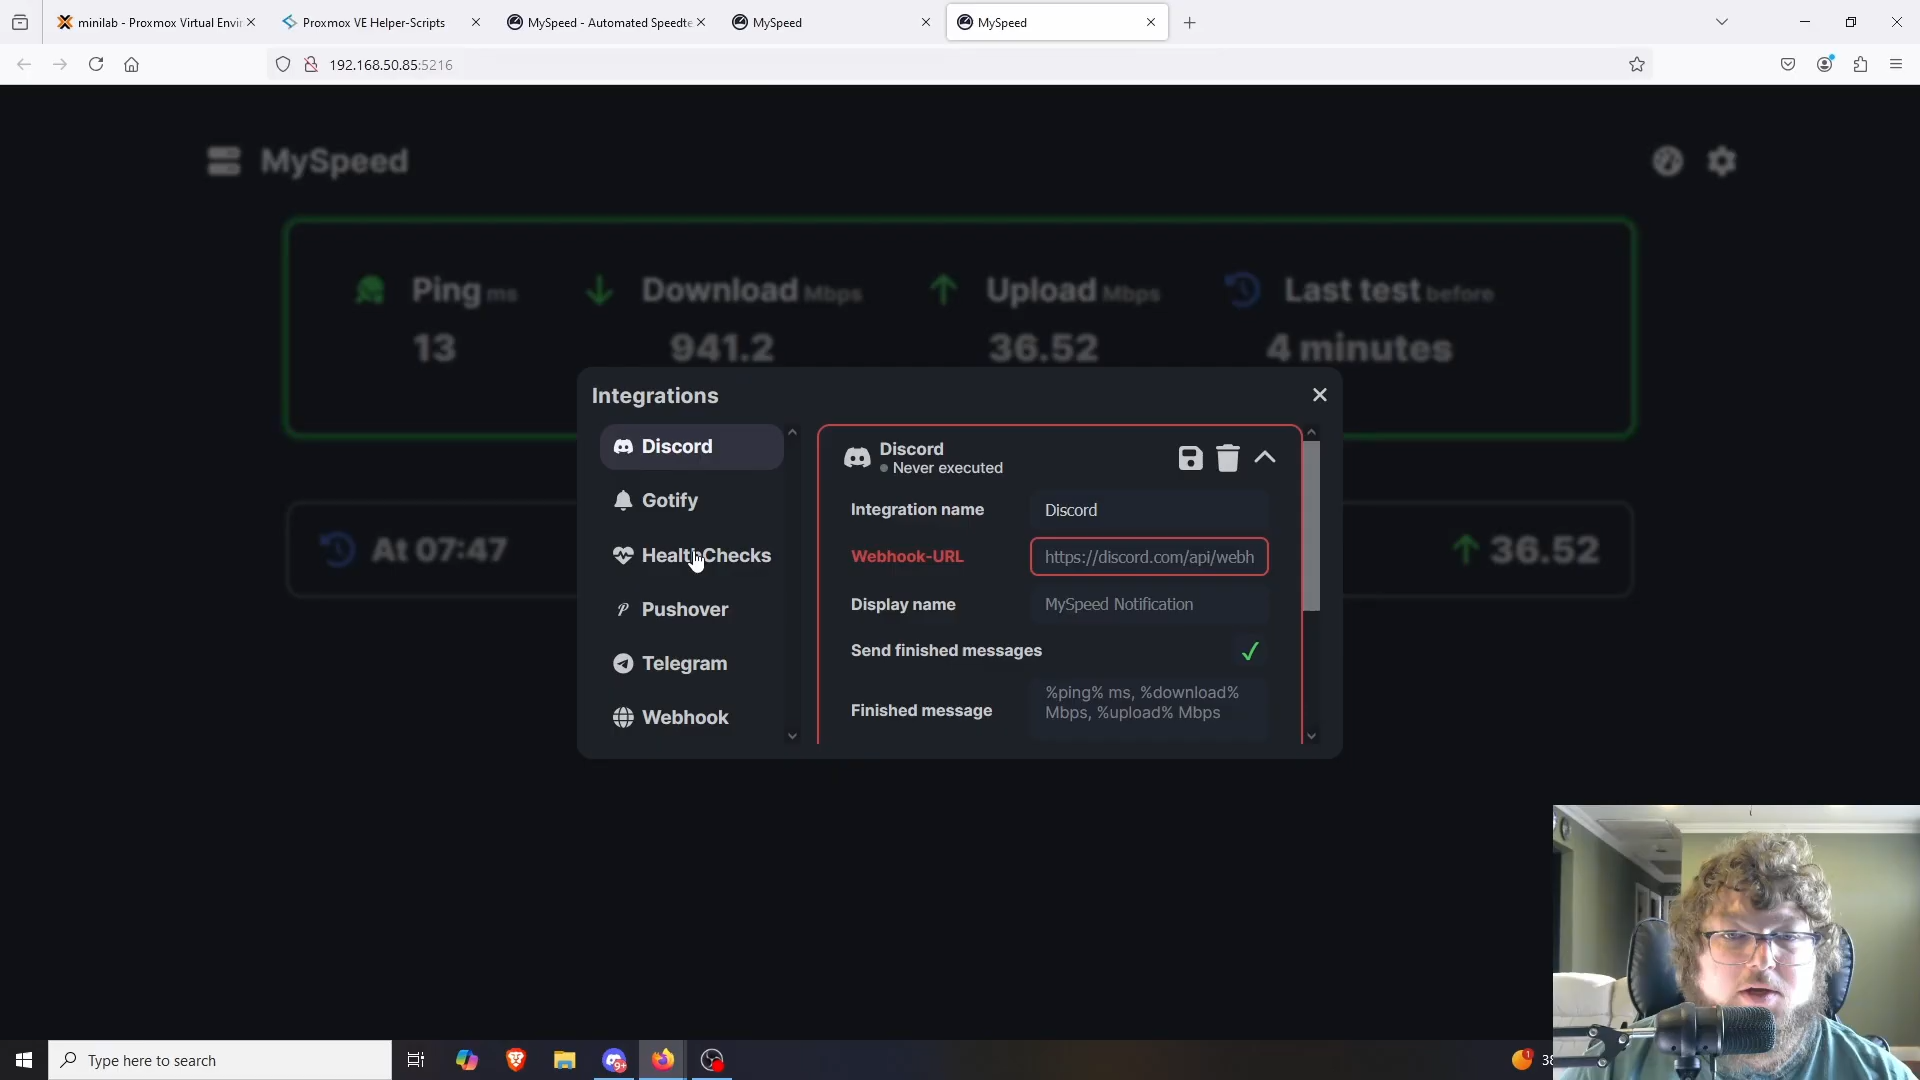 minilab - Proxmox Virtual Envir
Proxmox VE Helper-Scripts
MySpeed - Automated Speedte
MySpeed
MySpeed
192.168.50.85:5216
MySpeed
Ping ms
Download Mbps
Upload Mbps
Last test before
13
941.2
36.52
4 minutes
Integrations
Discord
Gotify
HealthChecks
Pushover
Telegram
Webhook
Discord
Never executed
Integration name
Discord
Webhook-URL
https://discord.com/api/webh
Display name
MySpeed Notification
Send finished messages
Finished message
%ping% ms, %download%
Mbps, %upload% Mbps
At 07:47
36.52
Type here to search
9+
1
38